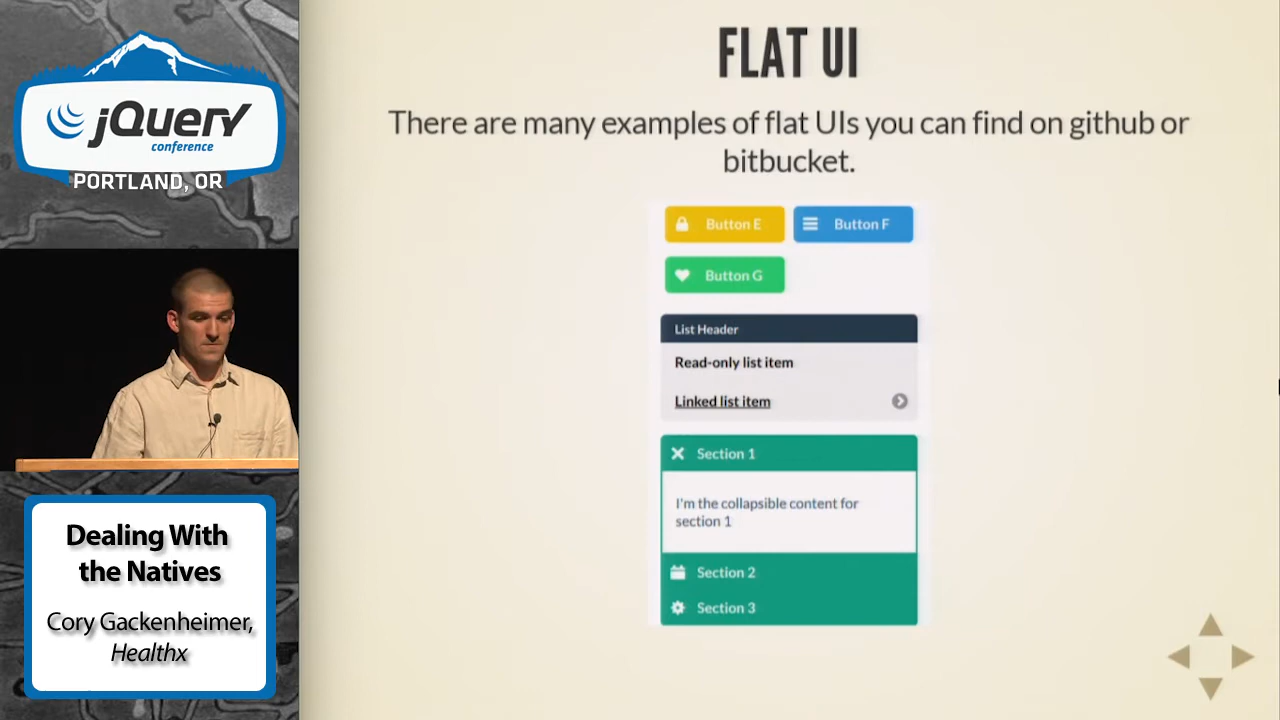 jQuery
conference
PORTLAND, OR
Dealing With
the Natives
Cory Gackenheimer,
Healthx
FLAT UI
There are many examples of flat UIs you can find on github or
bitbucket.
Button E
Button F
Button G
List Header
Read-only list item
Linked list item
Section 1
I'm the collapsible content for
section 1
Section 2
Section 3